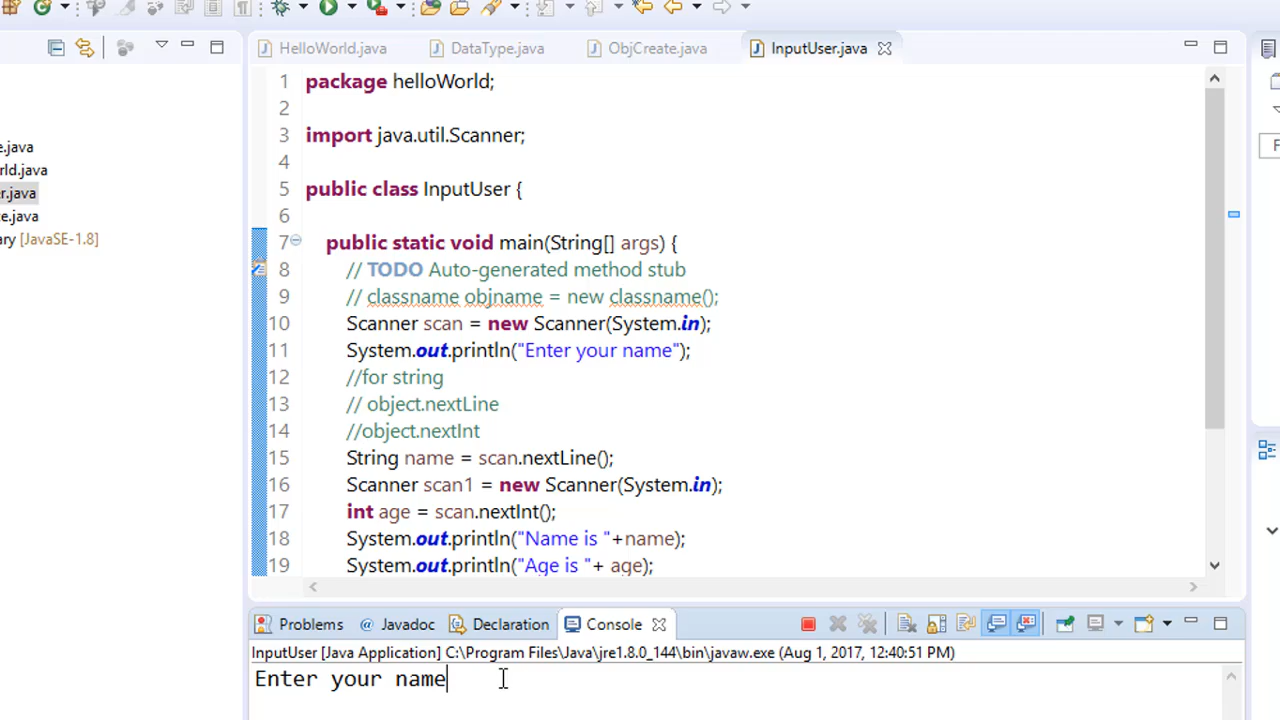 HelloWorld.java DataType.java ObjCreate.java InputUser.java
e.java
rld.java
r.java
te.java
ary [JavaSE-1.8]
1 package helloWorld;
2
3 import java.util.Scanner;
4
5 public class InputUser {
6
7 public static void main(String[] args) {
8 // TODO Auto-generated method stub
9 // classname objname = new classname();
10 Scanner scan = new Scanner(System.in);
11 System.out.println("Enter your name");
12 //for string
13 // object.nextLine
14 //object.nextInt
15 String name = scan.nextLine();
16 Scanner scan1 = new Scanner(System.in);
17 int age = scan.nextInt();
18 System.out.println("Name is "+name);
19 System.out.println("Age is "+ age);
Problems @ Javadoc Declaration Console
InputUser [Java Application] C:\Program Files\Java\jre1.8.0_144\bin\javaw.exe (Aug 1, 2017, 12:40:51 PM)
Enter your name